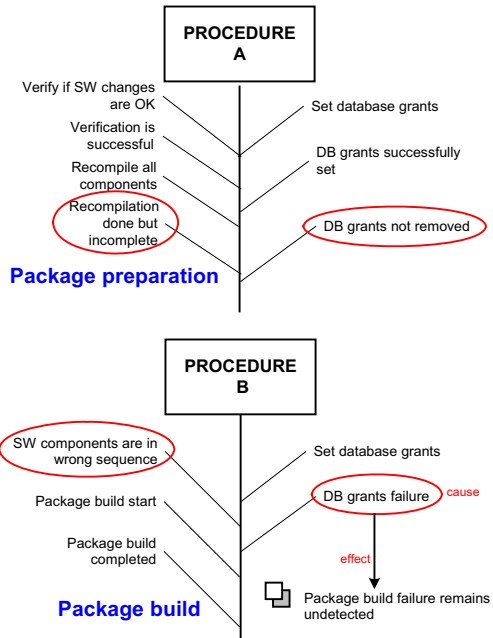 PROCEDURE
A
Verify if SW changes
are OK
Set database grants
Verification is
successful
DB grants successfully
set
Recompile all
components
Recompilation
done but
incomplete
DB grants not removed
Package preparation
PROCEDURE
B
SW components are in
wrong sequence
Set database grants
Package build start
DB grants failure
cause
Package build
completed
effect
Package build failure remains
undetected
Package build